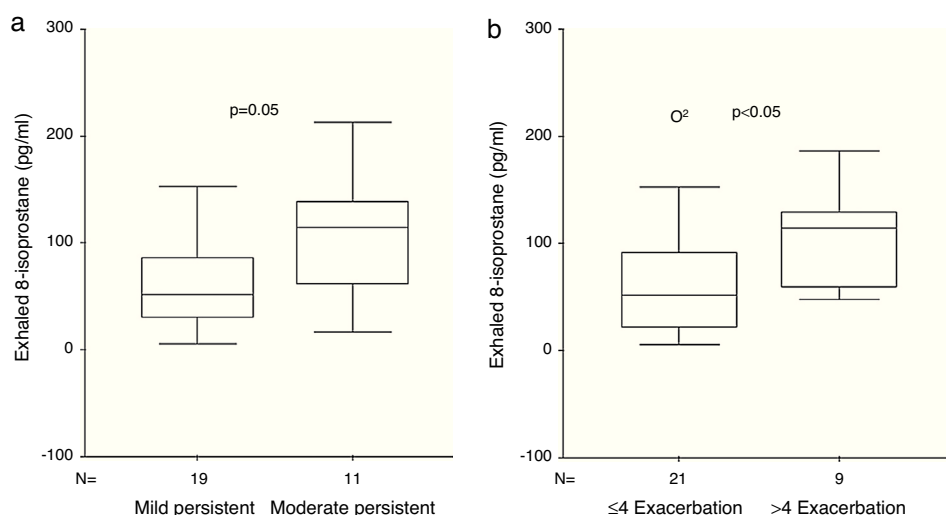 a
300
200
100
0
-100
Exhaled 8-isoprostane (pg/ml)
p=0.05
N= 19 11
Mild persistent Moderate persistent
b
300
200
100
0
-100
Exhaled 8-isoprostane (pg/ml)
O²
p<0.05
N= 21 9
≤4 Exacerbation >4 Exacerbation